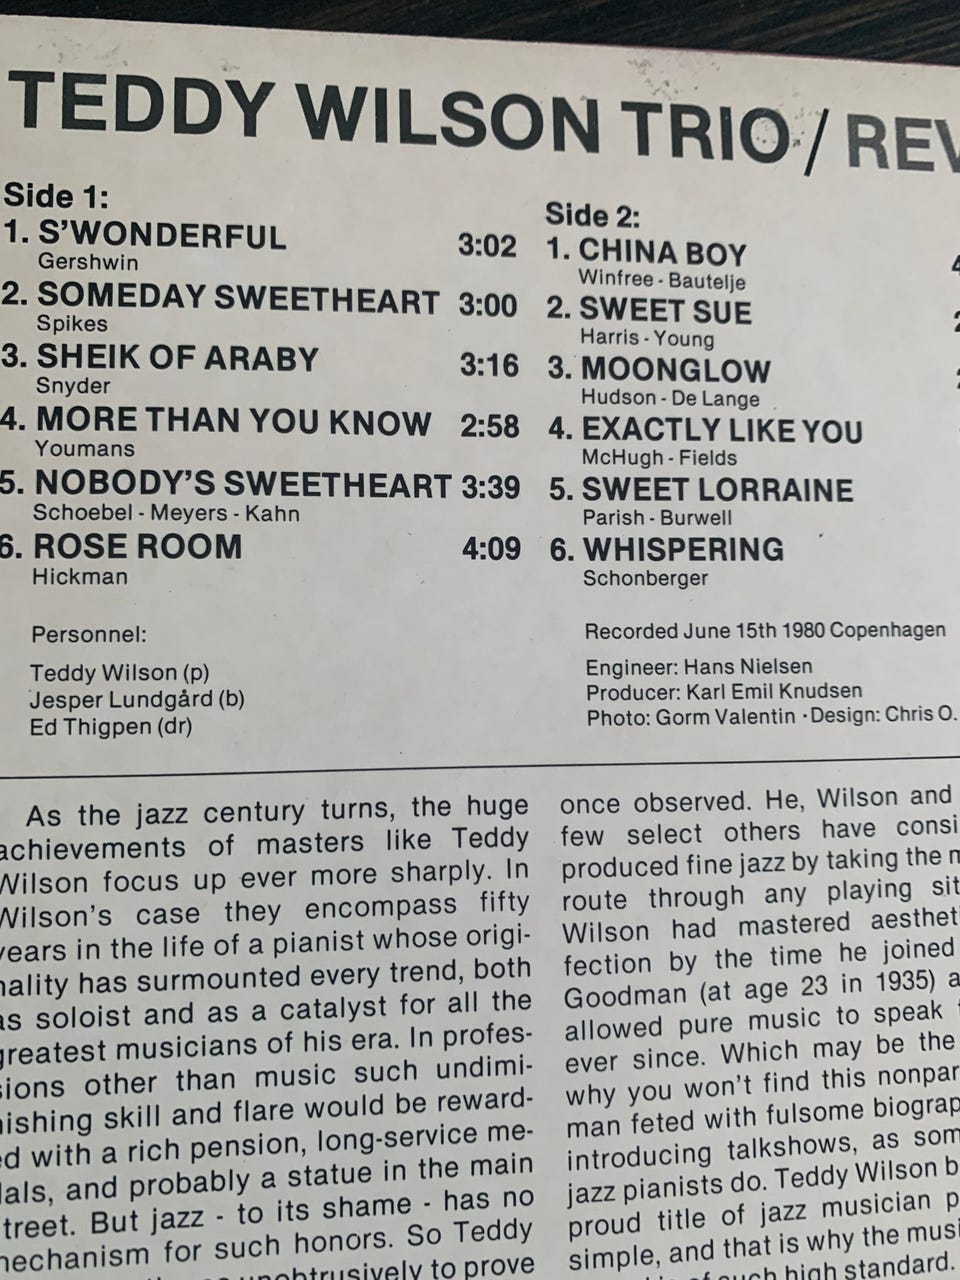 TEDDY WILSON TRIO / REV
Side 1:
1. S'WONDERFUL 3:02
Gershwin
2. SOMEDAY SWEETHEART 3:00
Spikes
3. SHEIK OF ARABY 3:16
Snyder
4. MORE THAN YOU KNOW 2:58
Youmans
5. NOBODY'S SWEETHEART 3:39
Schoebel - Meyers - Kahn
6. ROSE ROOM 4:09
Hickman
Side 2:
1. CHINA BOY
Winfree - Bautelje
2. SWEET SUE
Harris - Young
3. MOONGLOW
Hudson - De Lange
4. EXACTLY LIKE YOU
McHugh - Fields
5. SWEET LORRAINE
Parish - Burwell
6. WHISPERING
Schonberger
Personnel:
Teddy Wilson (p)
Jesper Lundgård (b)
Ed Thigpen (dr)
Recorded June 15th 1980 Copenhagen
Engineer: Hans Nielsen
Producer: Karl Emil Knudsen
Photo: Gorm Valentin · Design: Chris O.
As the jazz century turns, the huge
achievements of masters like Teddy
Wilson focus up ever more sharply. In
Wilson's case they encompass fifty
years in the life of a pianist whose origi-
nality has surmounted every trend, both
as soloist and as a catalyst for all the
greatest musicians of his era. In profes-
sions other than music such undimi-
nishing skill and flare would be reward-
ed with a rich pension, long-service me-
dals, and probably a statue in the main
street. But jazz - to its shame - has no
mechanism for such honors. So Teddy
unobtrusively to prove
once observed. He, Wilson and
few select others have consi
produced fine jazz by taking the m
route through any playing sit
Wilson had mastered aestheti
fection by the time he joined
Goodman (at age 23 in 1935) a
allowed pure music to speak
ever since. Which may be the
why you won't find this nonpar
man feted with fulsome biograp
introducing talkshows, as som
jazz pianists do. Teddy Wilson b
proud title of jazz musician p
simple, and that is why the musi
of such high standard.